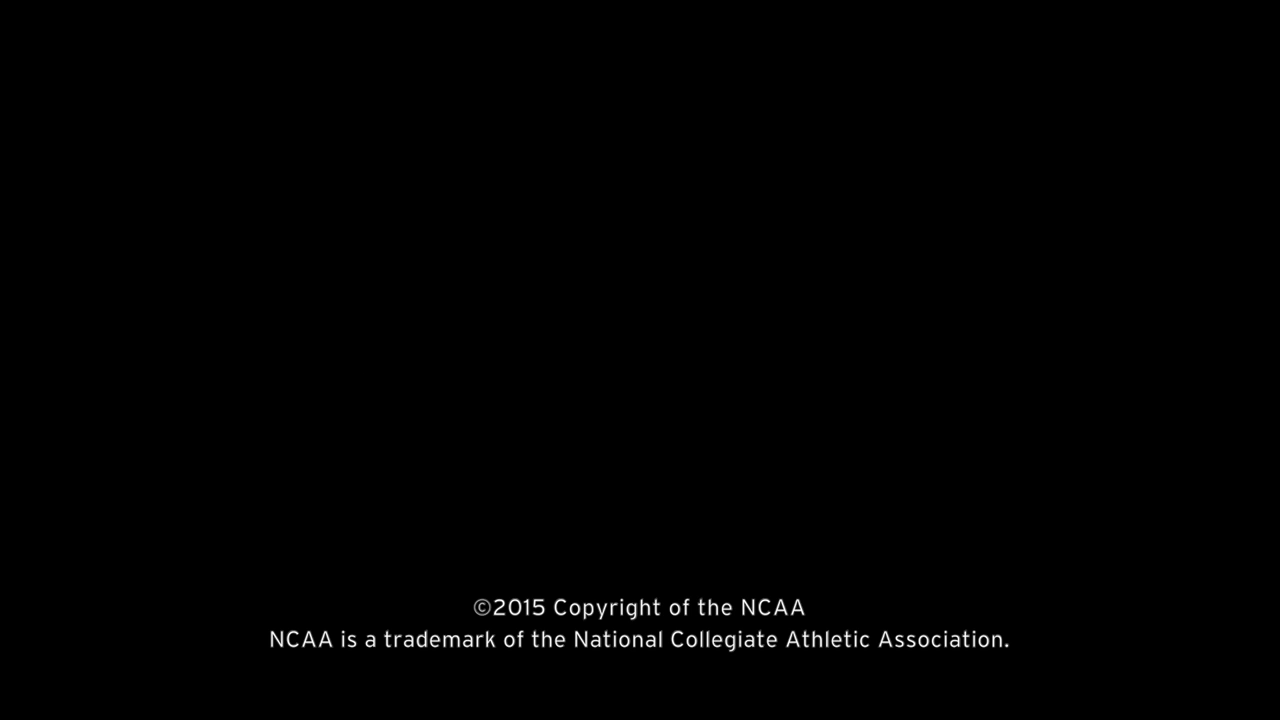 ©2015 Copyright of the NCAA
NCAA is a trademark of the National Collegiate Athletic Association.